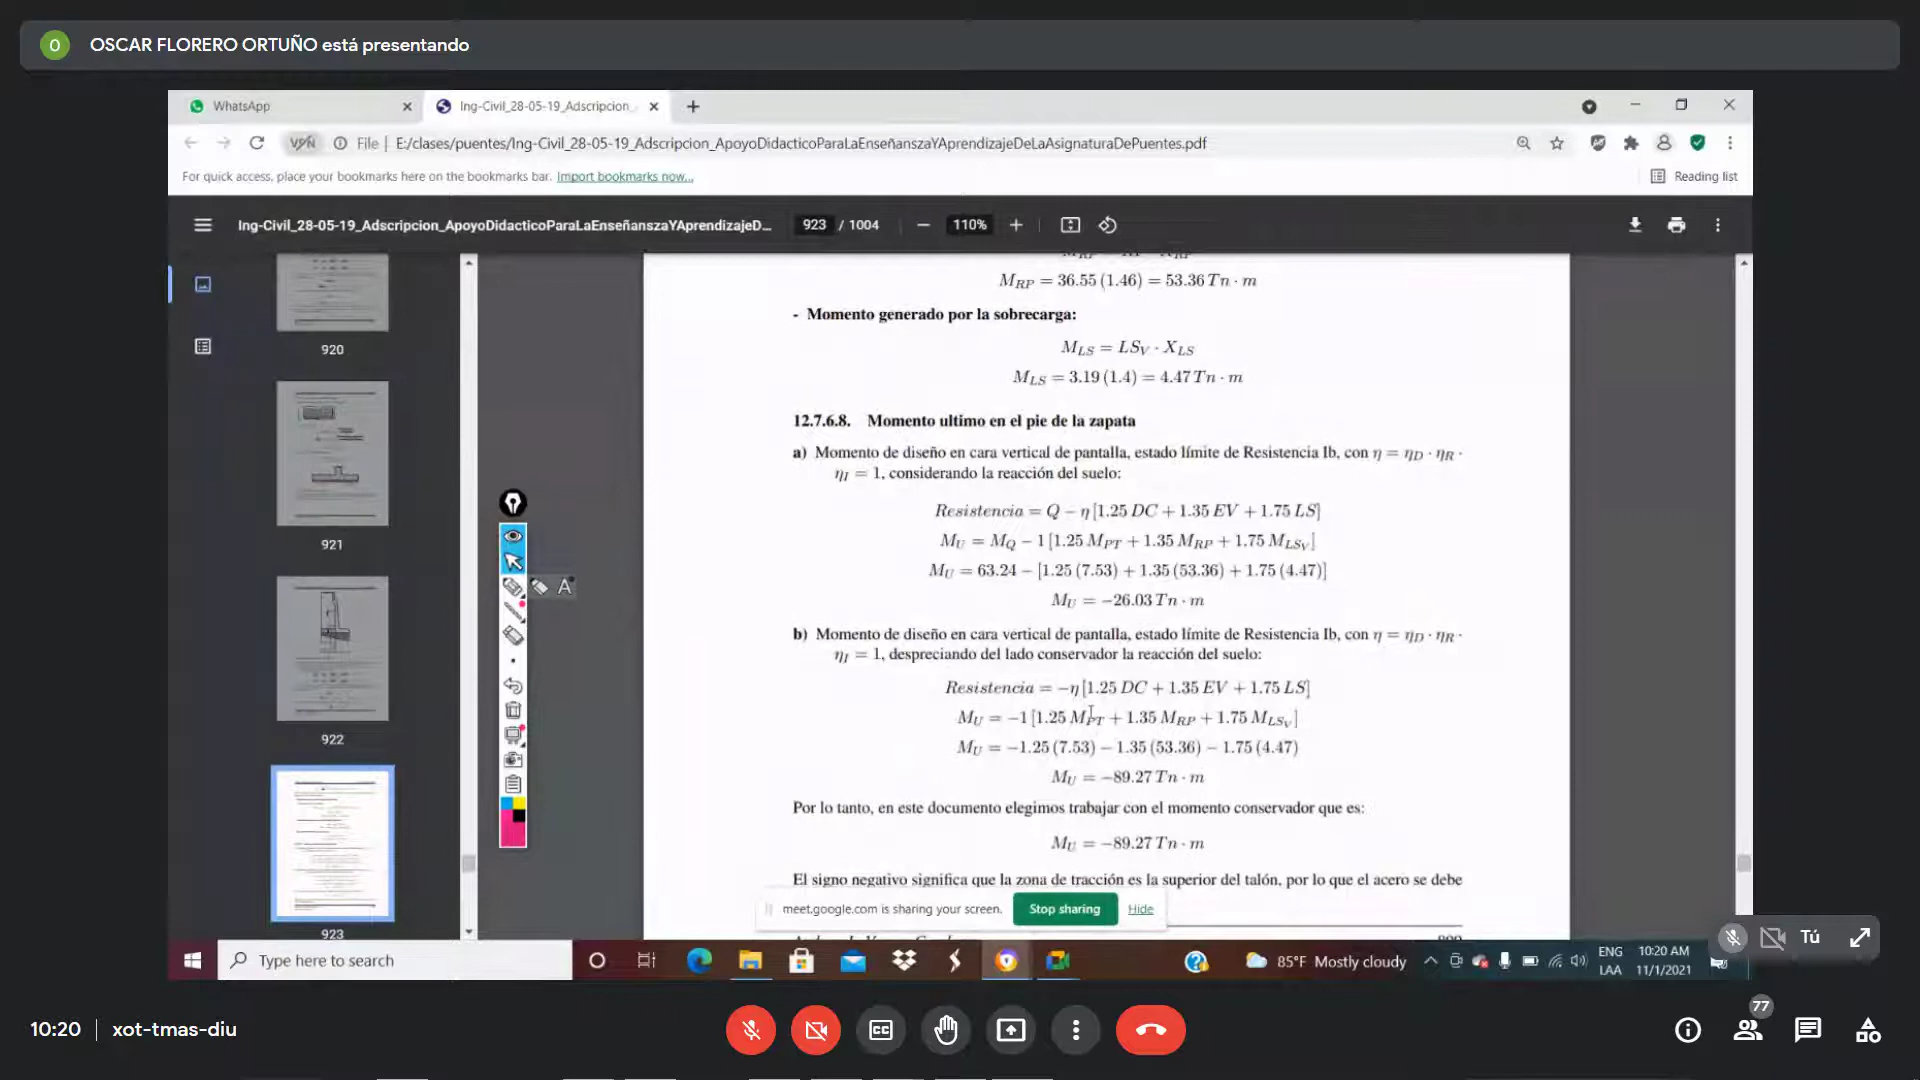 O OSCAR FLORERO ORTUÑO está presentando
WhatsApp
Ing-Civil_28-05-19_Adscripcion_
VPN File | E:/clases/puentes/Ing-Civil_28-05-19_Adscripcion_ApoyoDidacticoParaLaEnseñanszaYAprendizajeDeLaAsignaturaDePuentes.pdf
For quick access, place your bookmarks here on the bookmarks bar. Import bookmarks now...
Reading list
Ing-Civil_28-05-19_Adscripcion_ApoyoDidacticoParaLaEnseñanszaYAprendizajeD... 923 / 1004 — 110% +
920
921
922
923
M_RP = 36.55 (1.46) = 53.36 Tn · m
- Momento generado por la sobrecarga:
M_LS = LS_V · X_LS
M_LS = 3.19 (1.4) = 4.47 Tn · m
12.7.6.8. Momento ultimo en el pie de la zapata
a) Momento de diseño en cara vertical de pantalla, estado límite de Resistencia Ib, con η = η_D · η_R ·
η_I = 1, considerando la reacción del suelo:
Resistencia = Q − η [1.25 DC + 1.35 EV + 1.75 LS]
M_U = M_Q − 1 [1.25 M_PT + 1.35 M_RP + 1.75 M_LS_V]
M_U = 63.24 − [1.25 (7.53) + 1.35 (53.36) + 1.75 (4.47)]
M_U = −26.03 Tn · m
b) Momento de diseño en cara vertical de pantalla, estado límite de Resistencia Ib, con η = η_D · η_R ·
η_I = 1, despreciando del lado conservador la reacción del suelo:
Resistencia = −η [1.25 DC + 1.35 EV + 1.75 LS]
M_U = −1 [1.25 M_PT + 1.35 M_RP + 1.75 M_LS_V]
M_U = −1.25 (7.53) − 1.35 (53.36) − 1.75 (4.47)
M_U = −89.27 Tn · m
Por lo tanto, en este documento elegimos trabajar con el momento conservador que es:
M_U = −89.27 Tn · m
El signo negativo significa que la zona de tracción es la superior del talón, por lo que el acero se debe
A
meet.google.com is sharing your screen. Stop sharing Hide
Tú
Type here to search
85°F Mostly cloudy
ENG
LAA
10:20 AM
11/1/2021
10:20 | xot-tmas-diu
CC
77